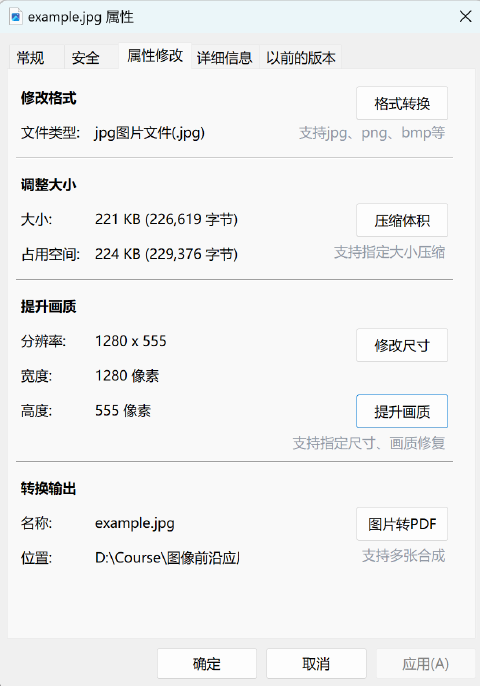 example.jpg 属性
常规 安全 属性修改 详细信息 以前的版本
修改格式
格式转换
文件类型: jpg图片文件(.jpg)
支持jpg、png、bmp等
调整大小
大小: 221 KB (226,619 字节)
压缩体积
占用空间: 224 KB (229,376 字节)
支持指定大小压缩
提升画质
分辨率: 1280 x 555
修改尺寸
宽度: 1280 像素
高度: 555 像素
提升画质
支持指定尺寸、画质修复
转换输出
名称: example.jpg
图片转PDF
位置: D:\Course\图像前沿应
支持多张合成
确定 取消 应用(A)